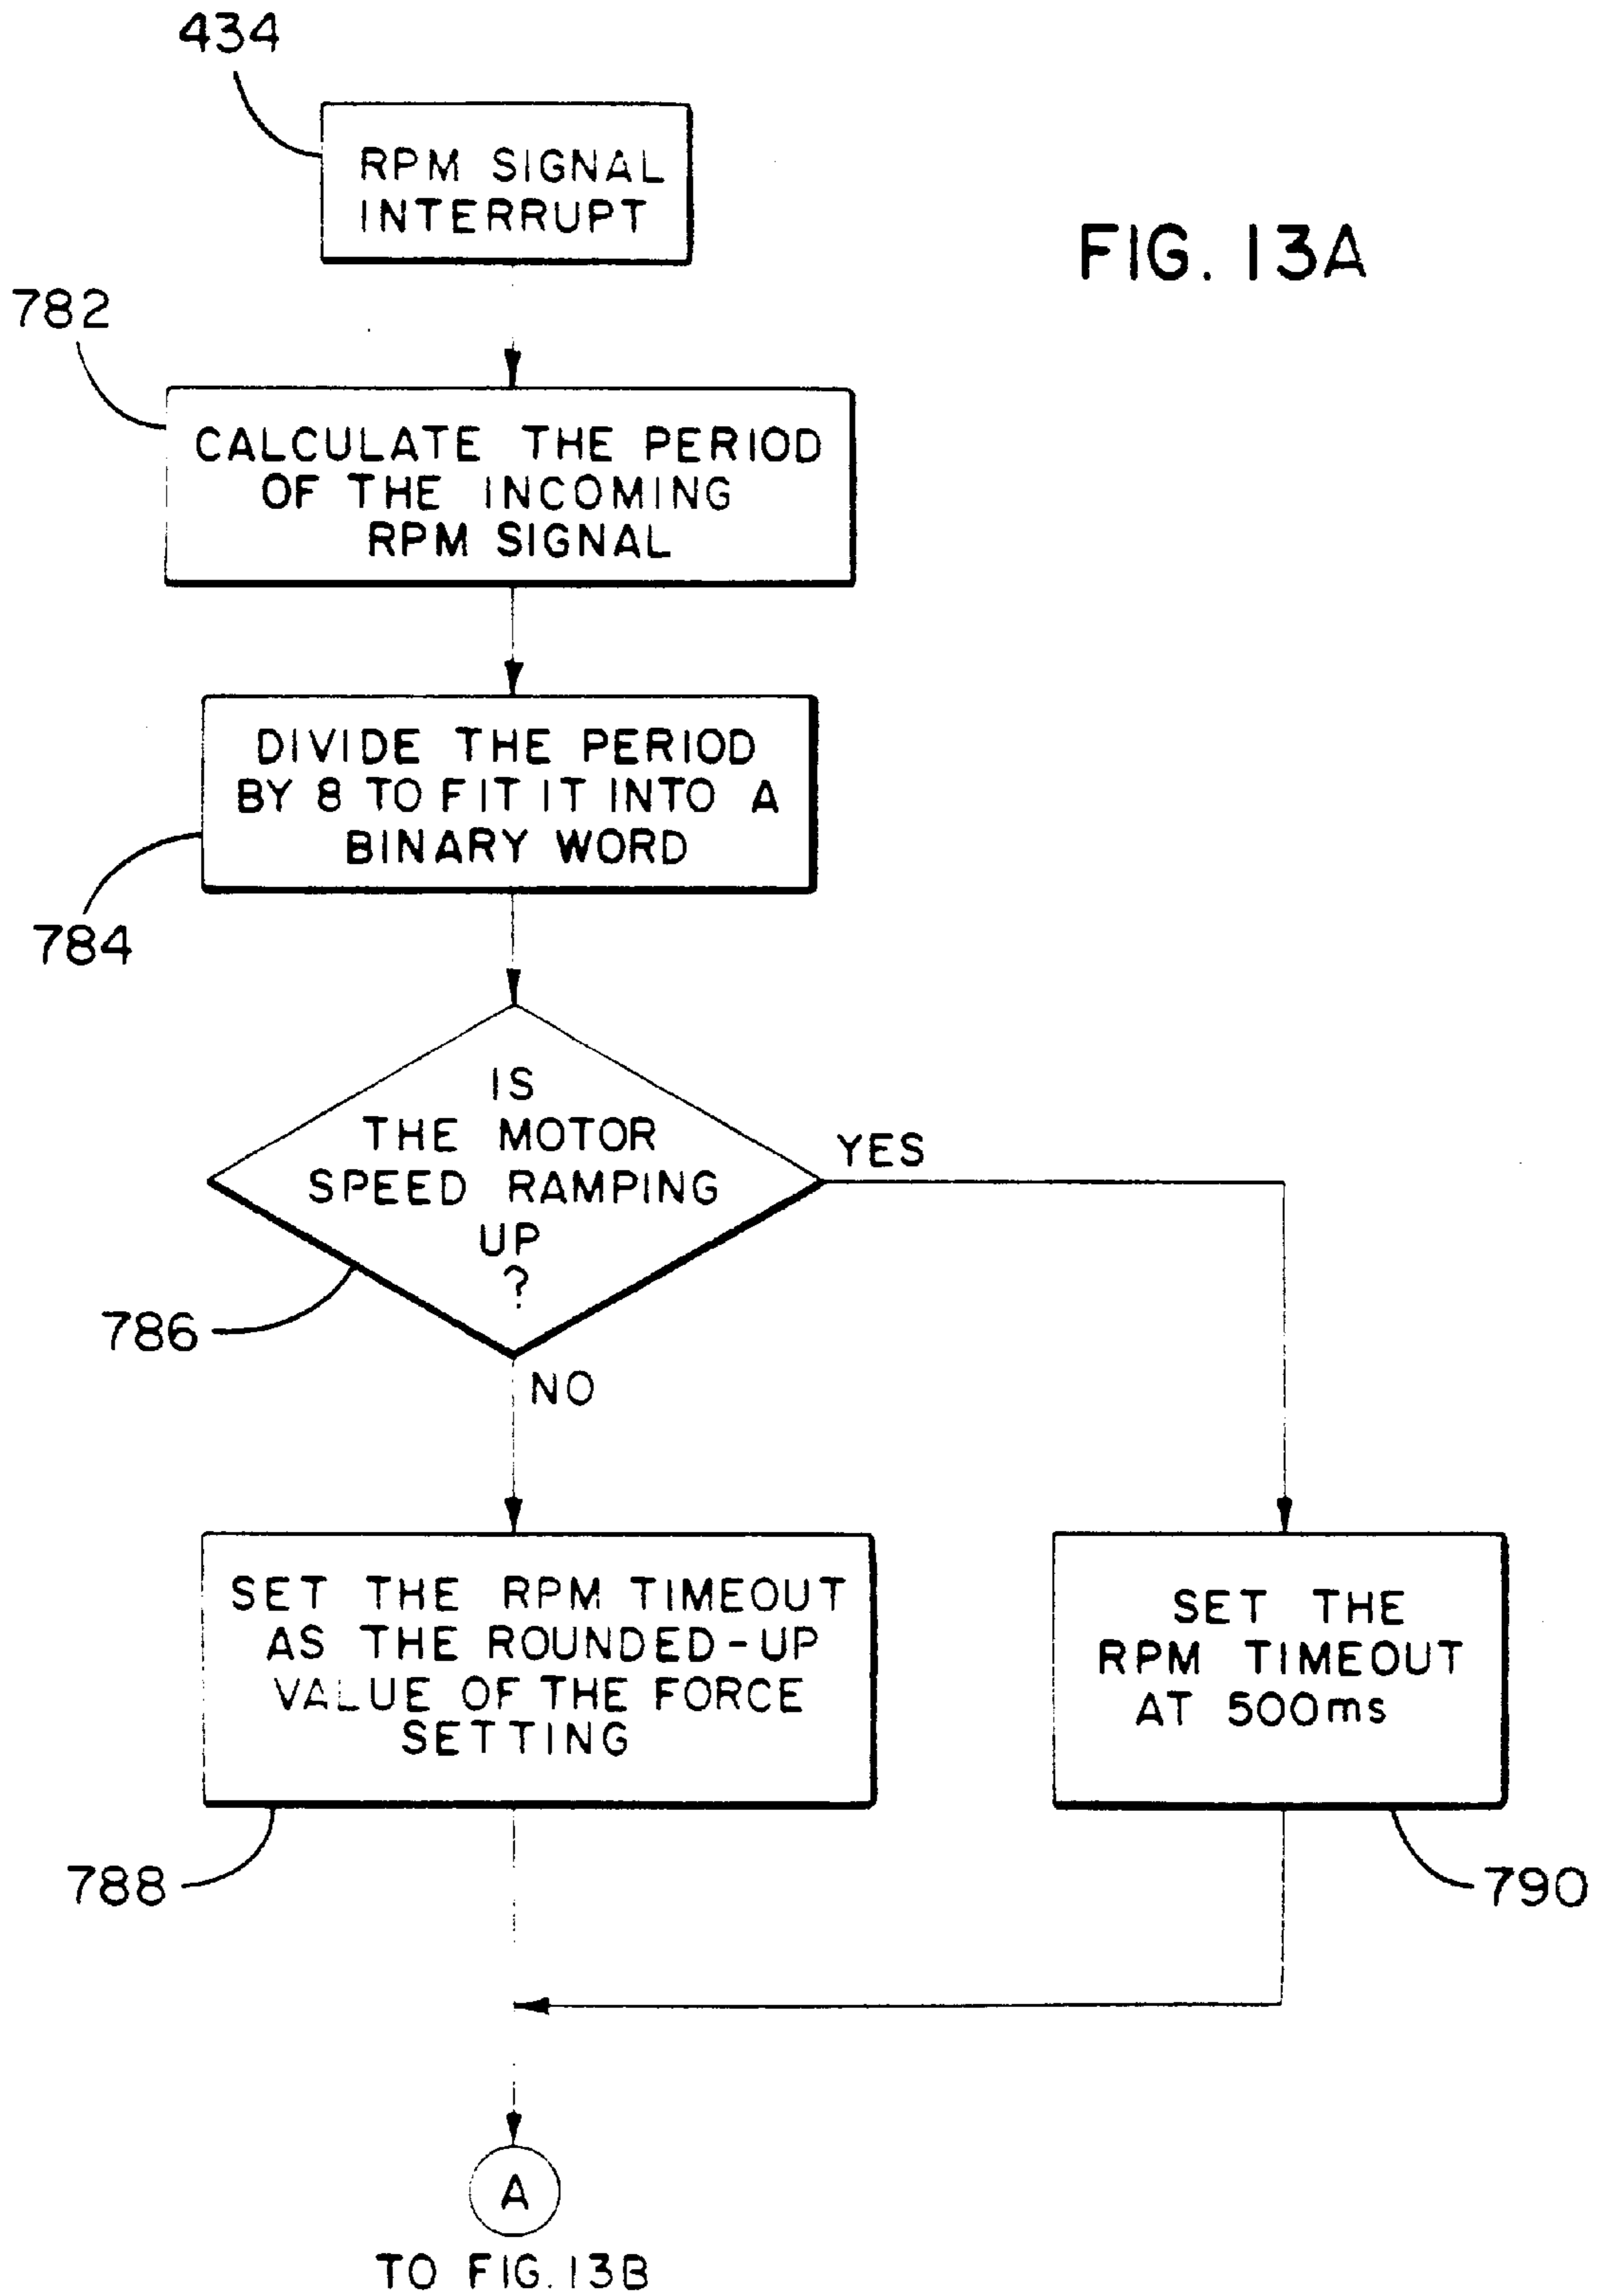 434
RPM SIGNAL
INTERRUPT
FIG. 13A
782
CALCULATE THE PERIOD
OF THE INCOMING
RPM SIGNAL
DIVIDE THE PERIOD
BY 8 TO FIT IT INTO A
BINARY WORD
784
IS
THE MOTOR
SPEED RAMPING
UP
?
YES
786
NO
SET THE RPM TIMEOUT
AS THE ROUNDED-UP
VALUE OF THE FORCE
SETTING
SET THE
RPM TIMEOUT
AT 500ms
788
790
A
TO FIG. 13B